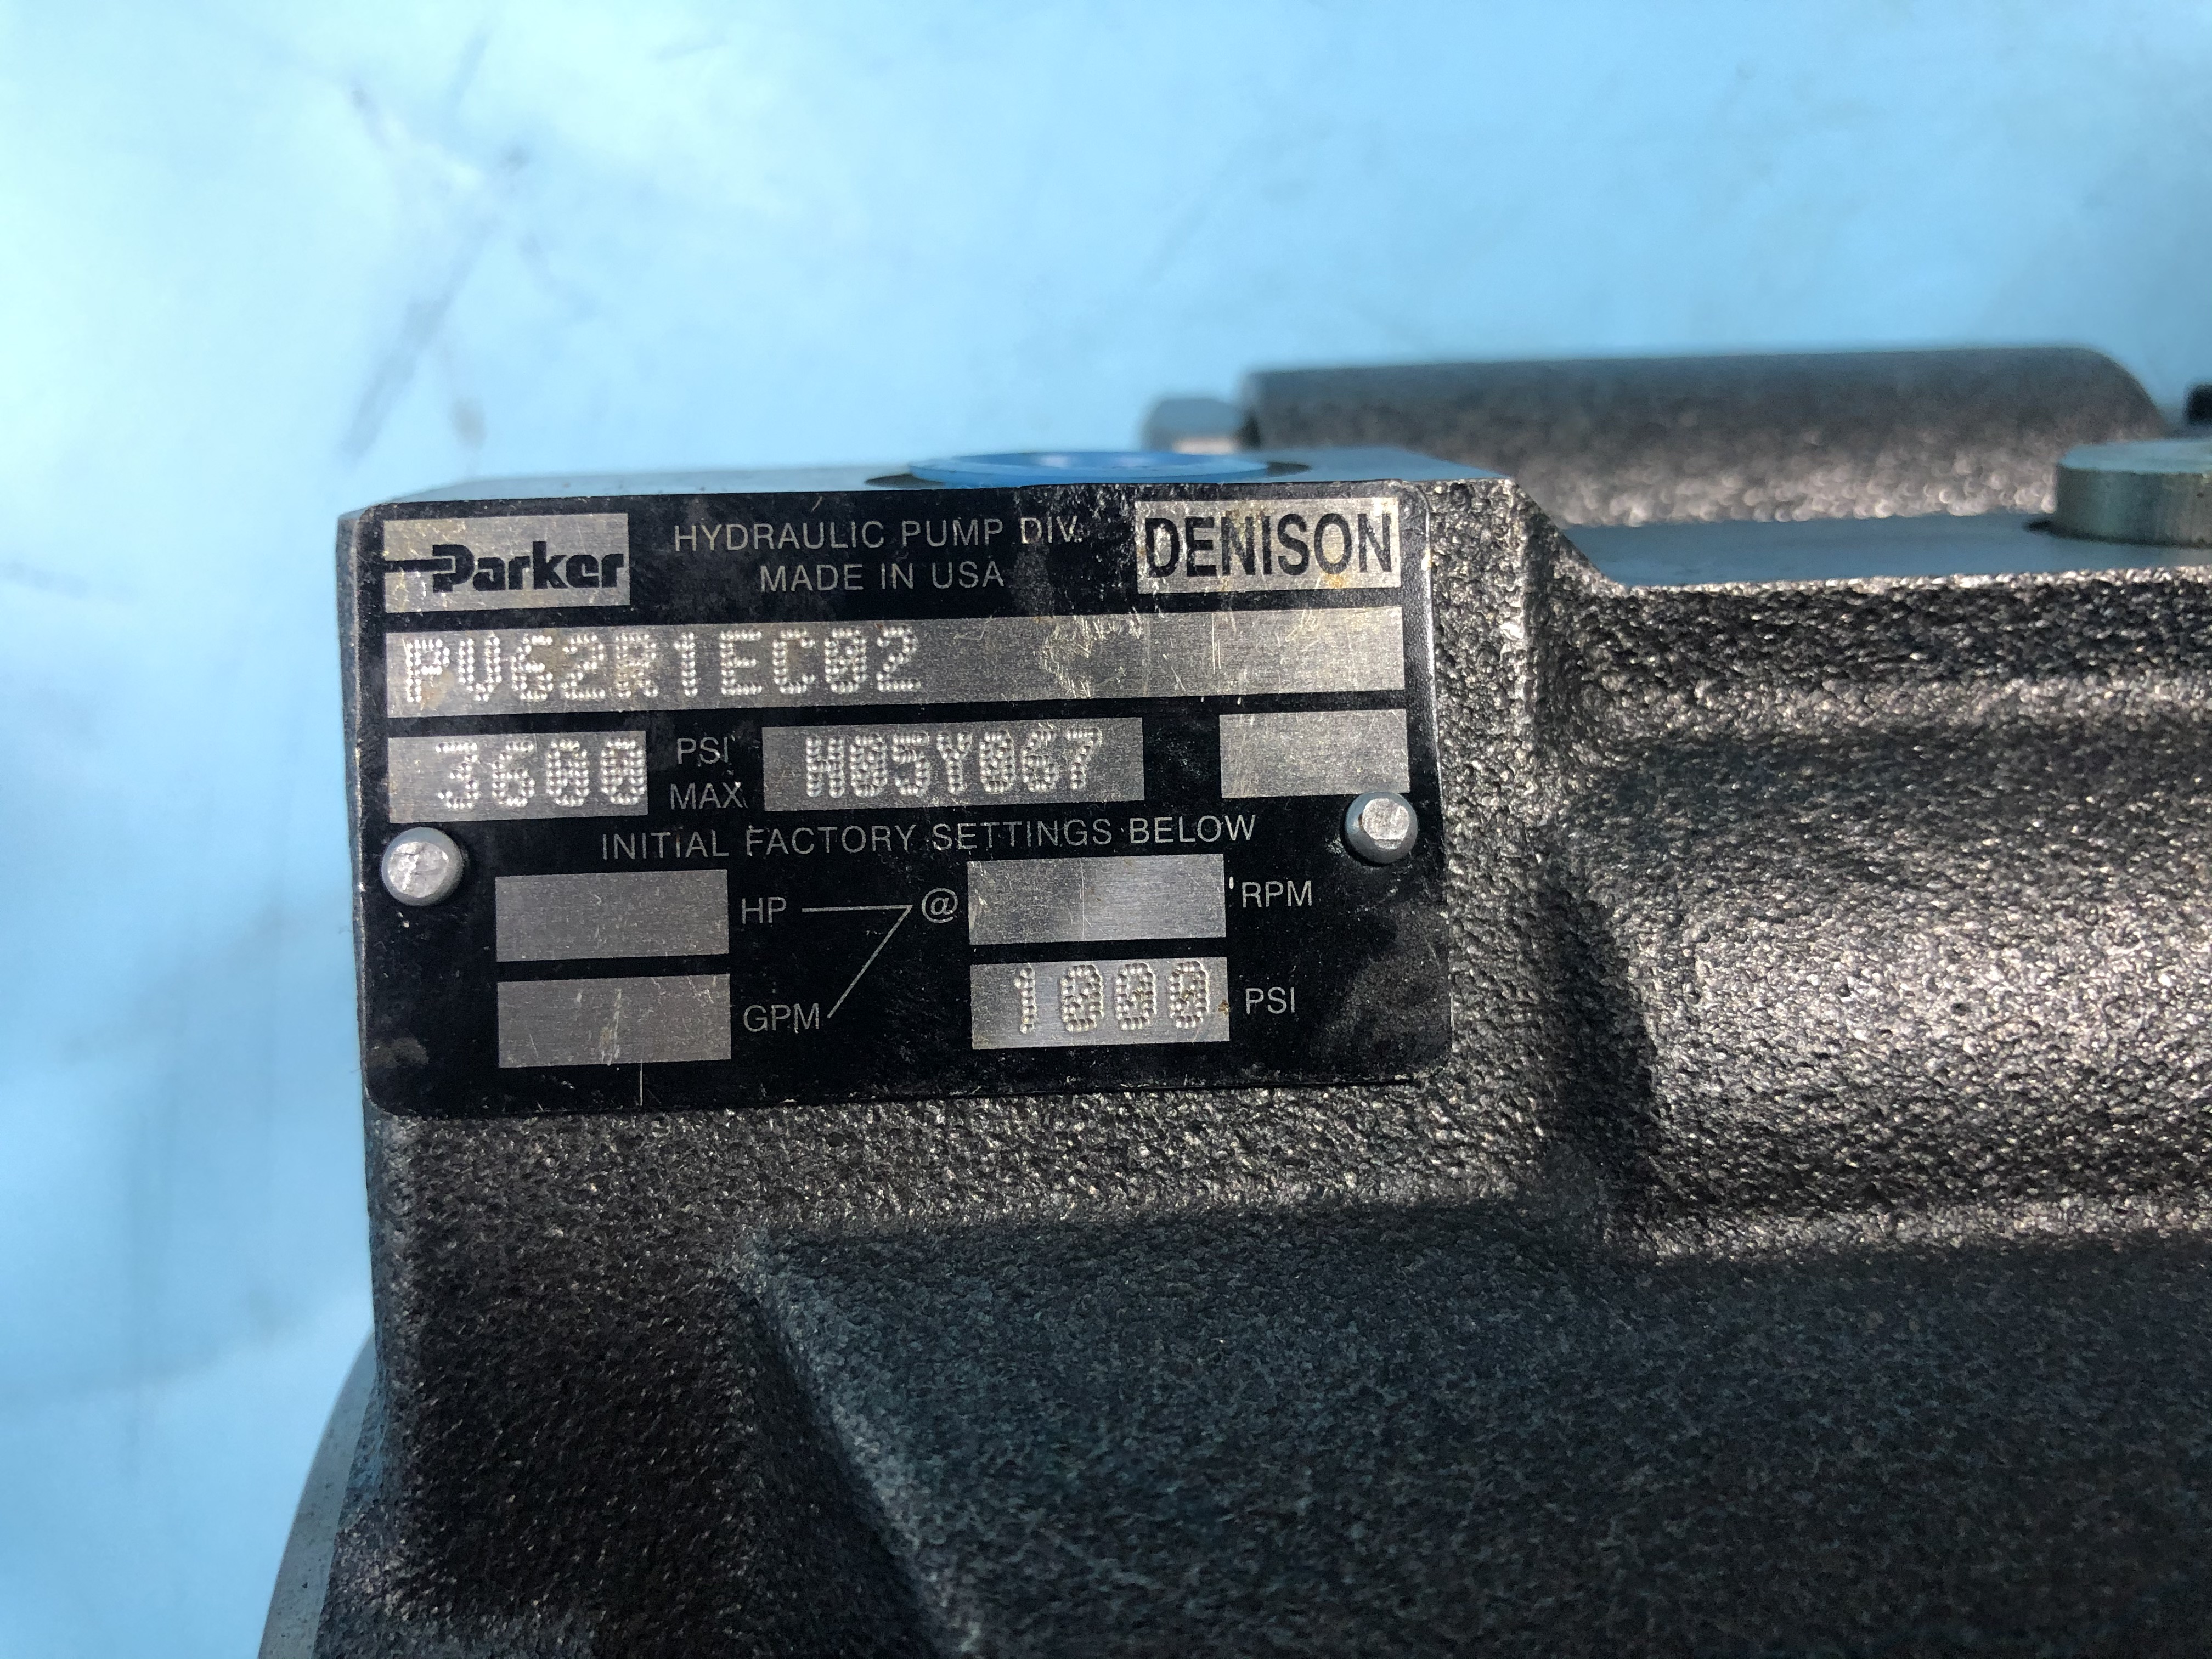 Parker HYDRAULIC PUMP DIV. DENISON
MADE IN USA
PV62R1EC02
3600 PSI MAX H05Y067
INITIAL FACTORY SETTINGS BELOW
HP @ RPM
GPM 1000 PSI